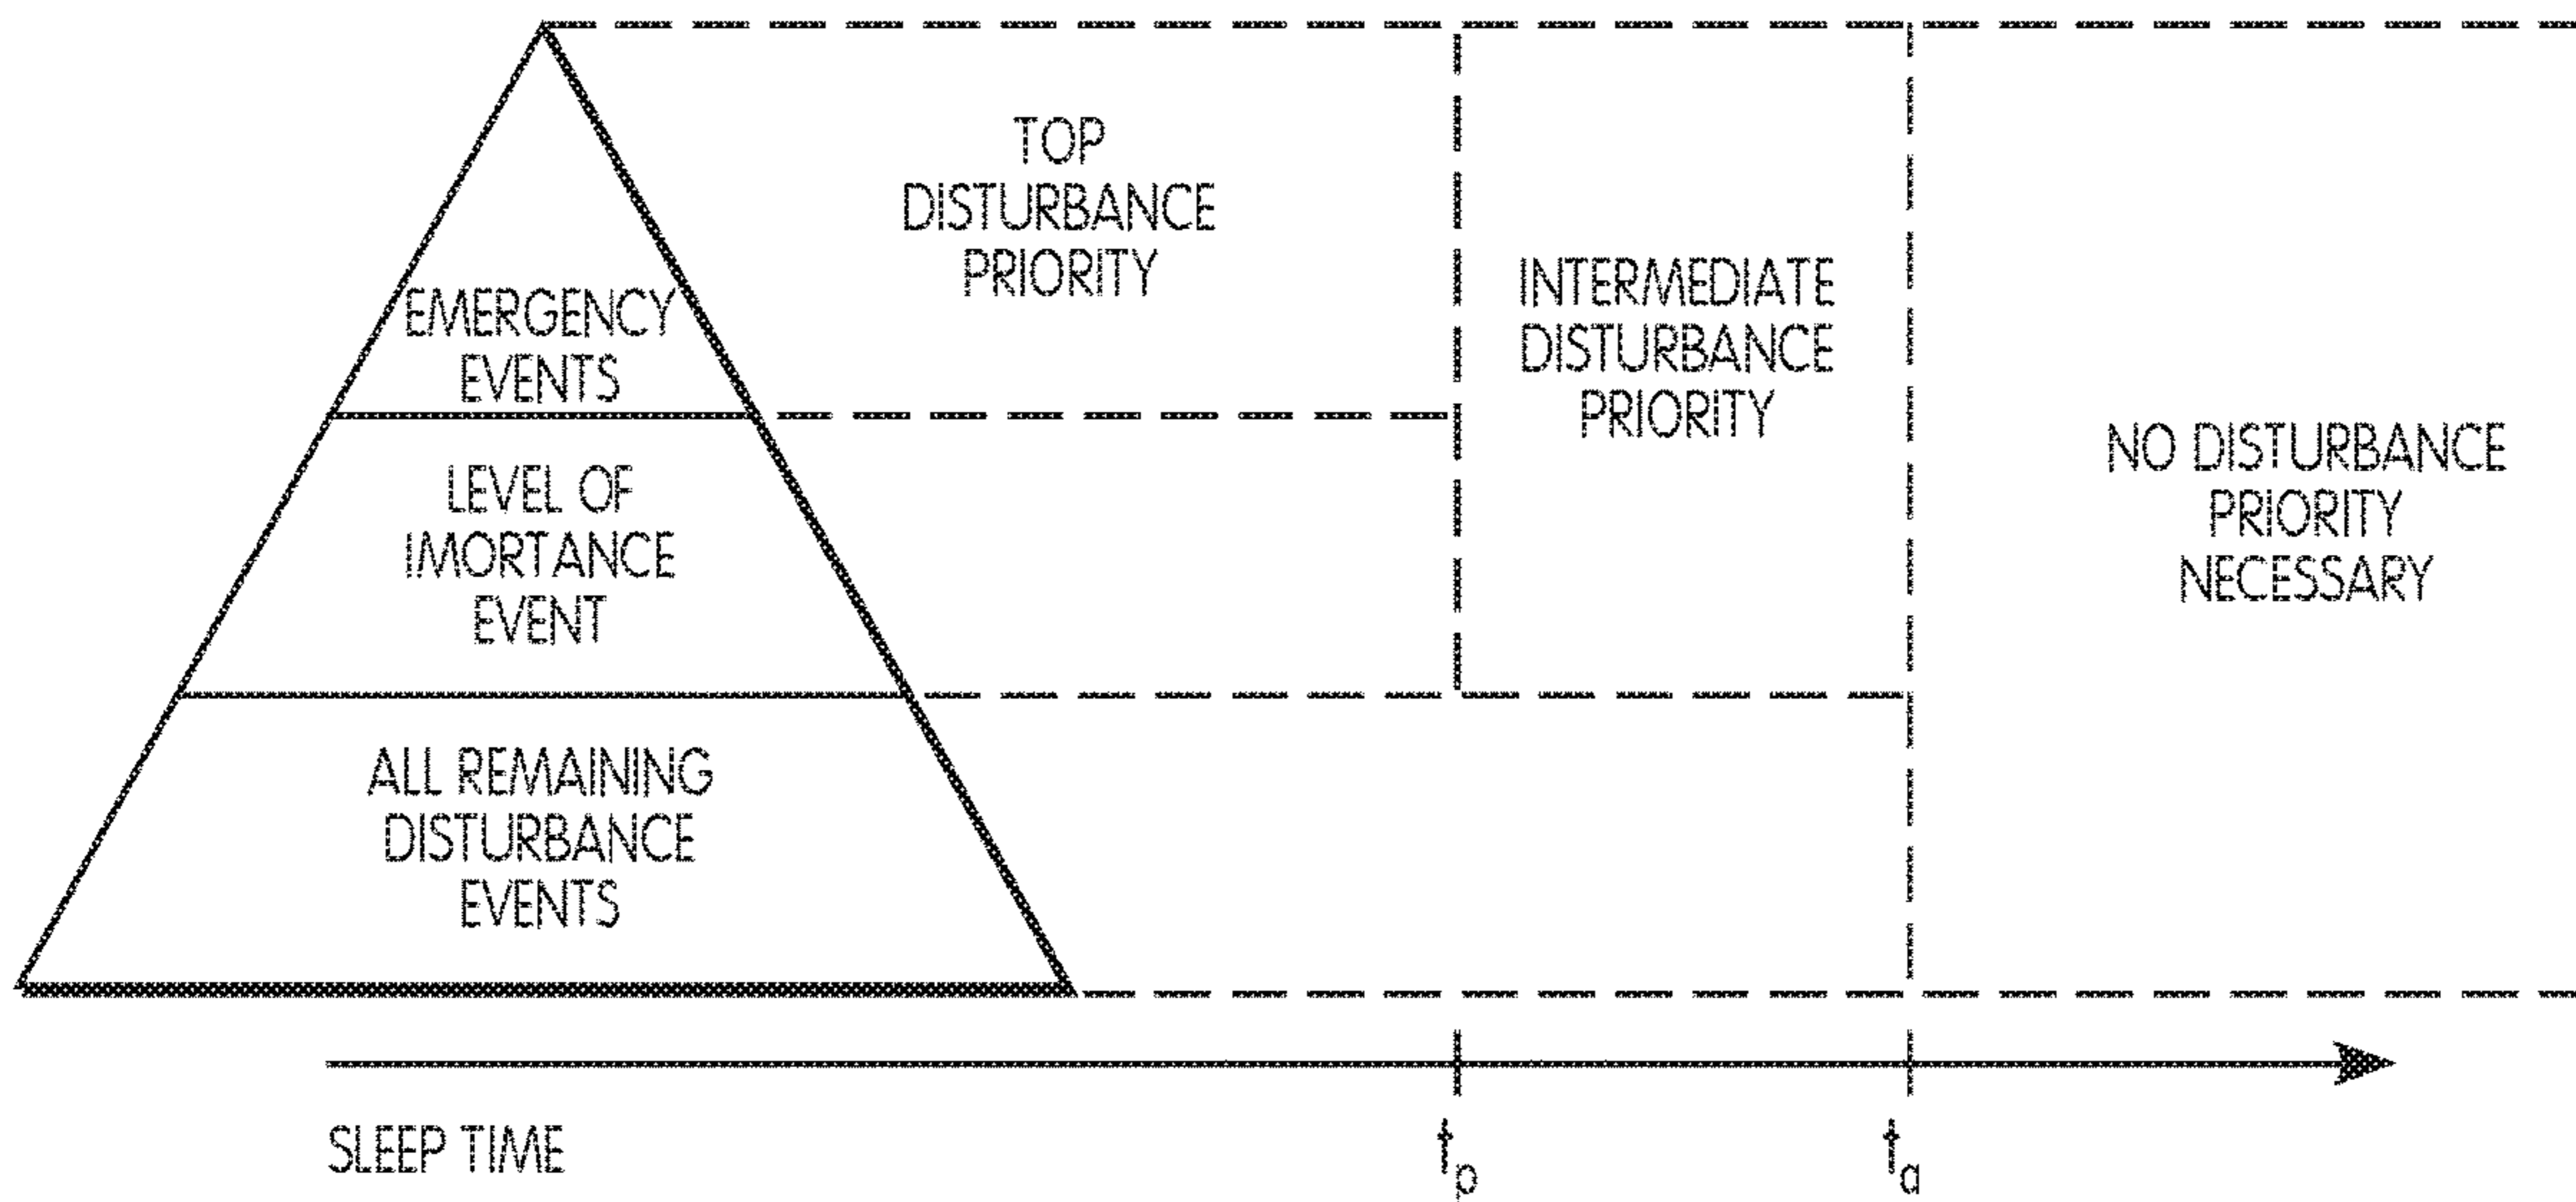 TOP
DISTURBANCE
PRIORITY
EMERGENCY
EVENTS
INTERMEDIATE
DISTURBANCE
PRIORITY
NO DISTURBANCE
PRIORITY
NECESSARY
LEVEL OF
IMORTANCE
EVENT
ALL REMAINING
DISTURBANCE
EVENTS
SLEEP TIME
tp
ta